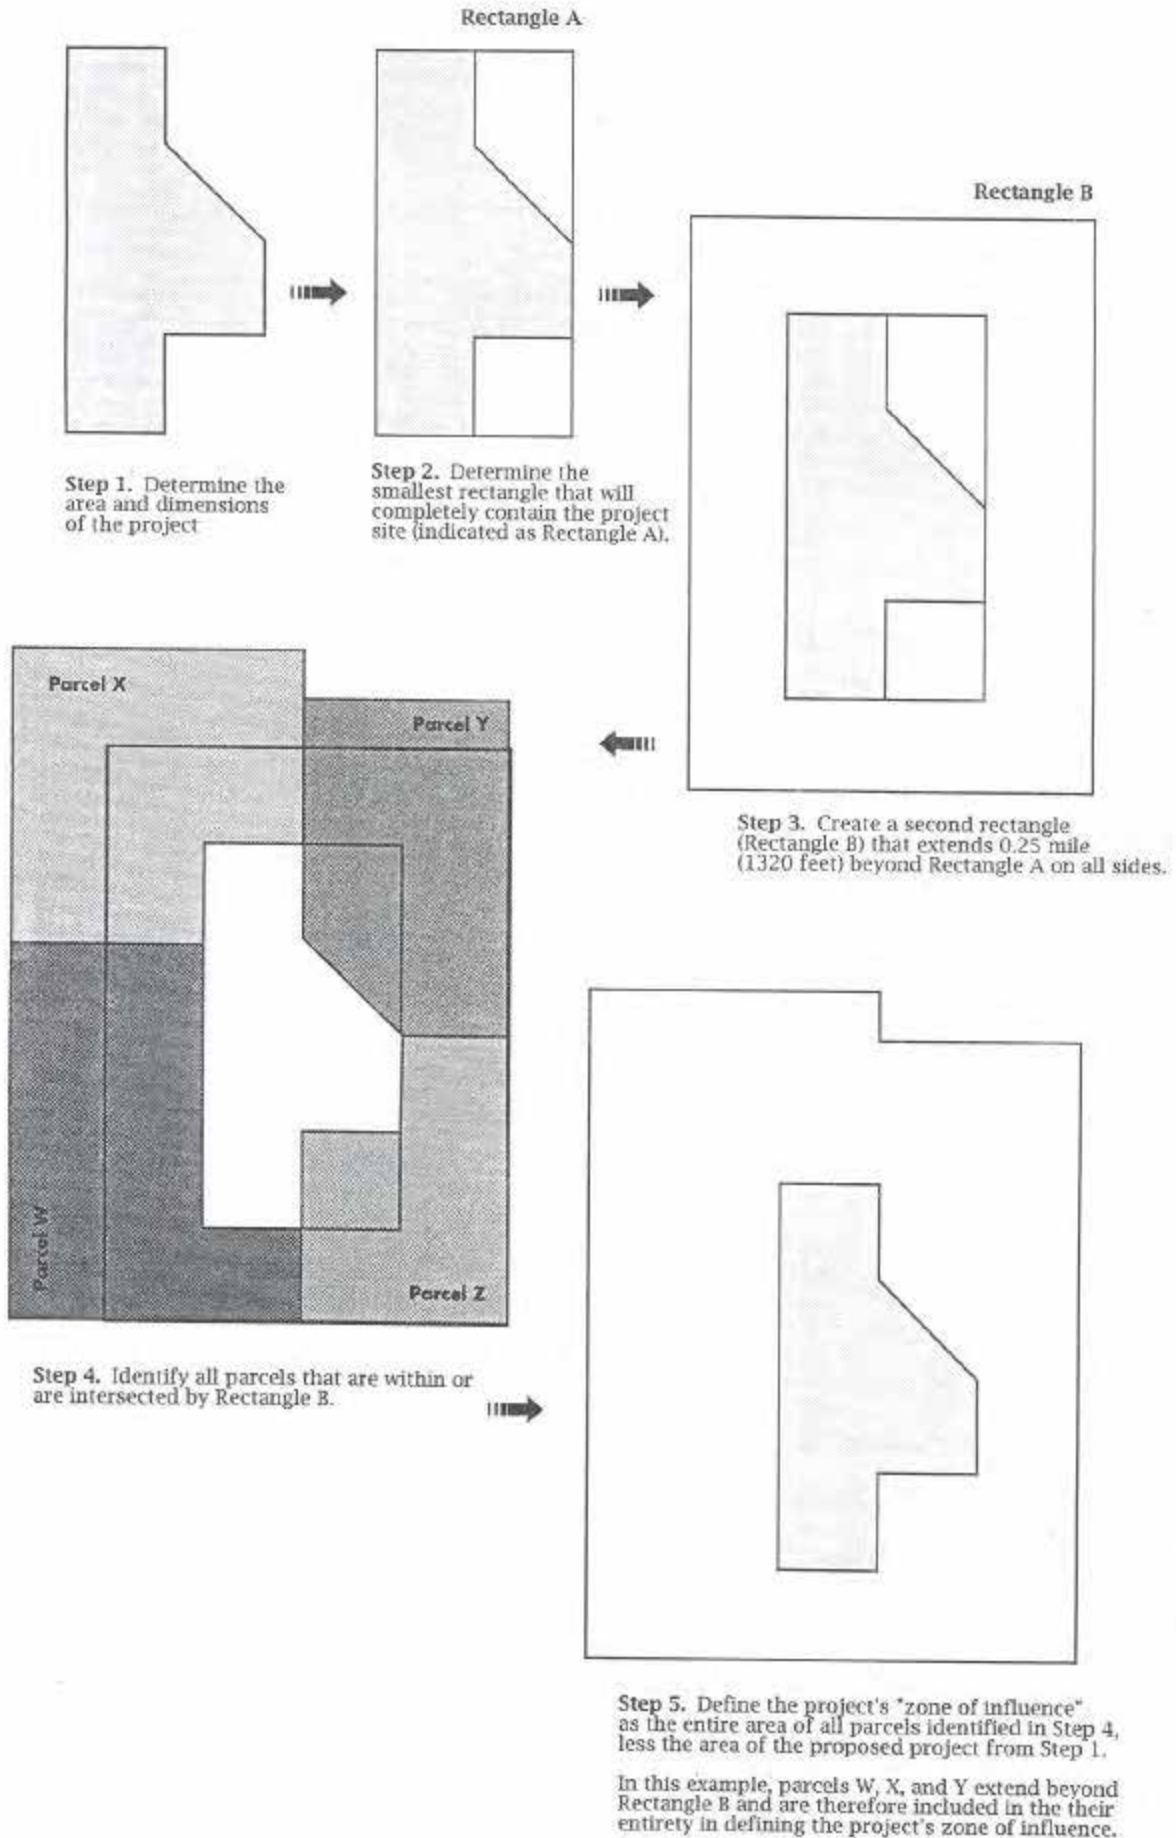 Rectangle A
Rectangle B
Step 1. Determine the
area and dimensions
of the project
Step 2. Determine the
smallest rectangle that will
completely contain the project
site (indicated as Rectangle A).
Step 3. Create a second rectangle
(Rectangle B) that extends 0.25 mile
(1320 feet) beyond Rectangle A on all sides.
Parcel X
Parcel Y
Parcel W
Parcel Z
Step 4. Identify all parcels that are within or
are intersected by Rectangle B.
Step 5. Define the project's "zone of influence"
as the entire area of all parcels identified in Step 4,
less the area of the proposed project from Step 1.
In this example, parcels W, X, and Y extend beyond
Rectangle B and are therefore included in the their
entirety in defining the project's zone of influence.